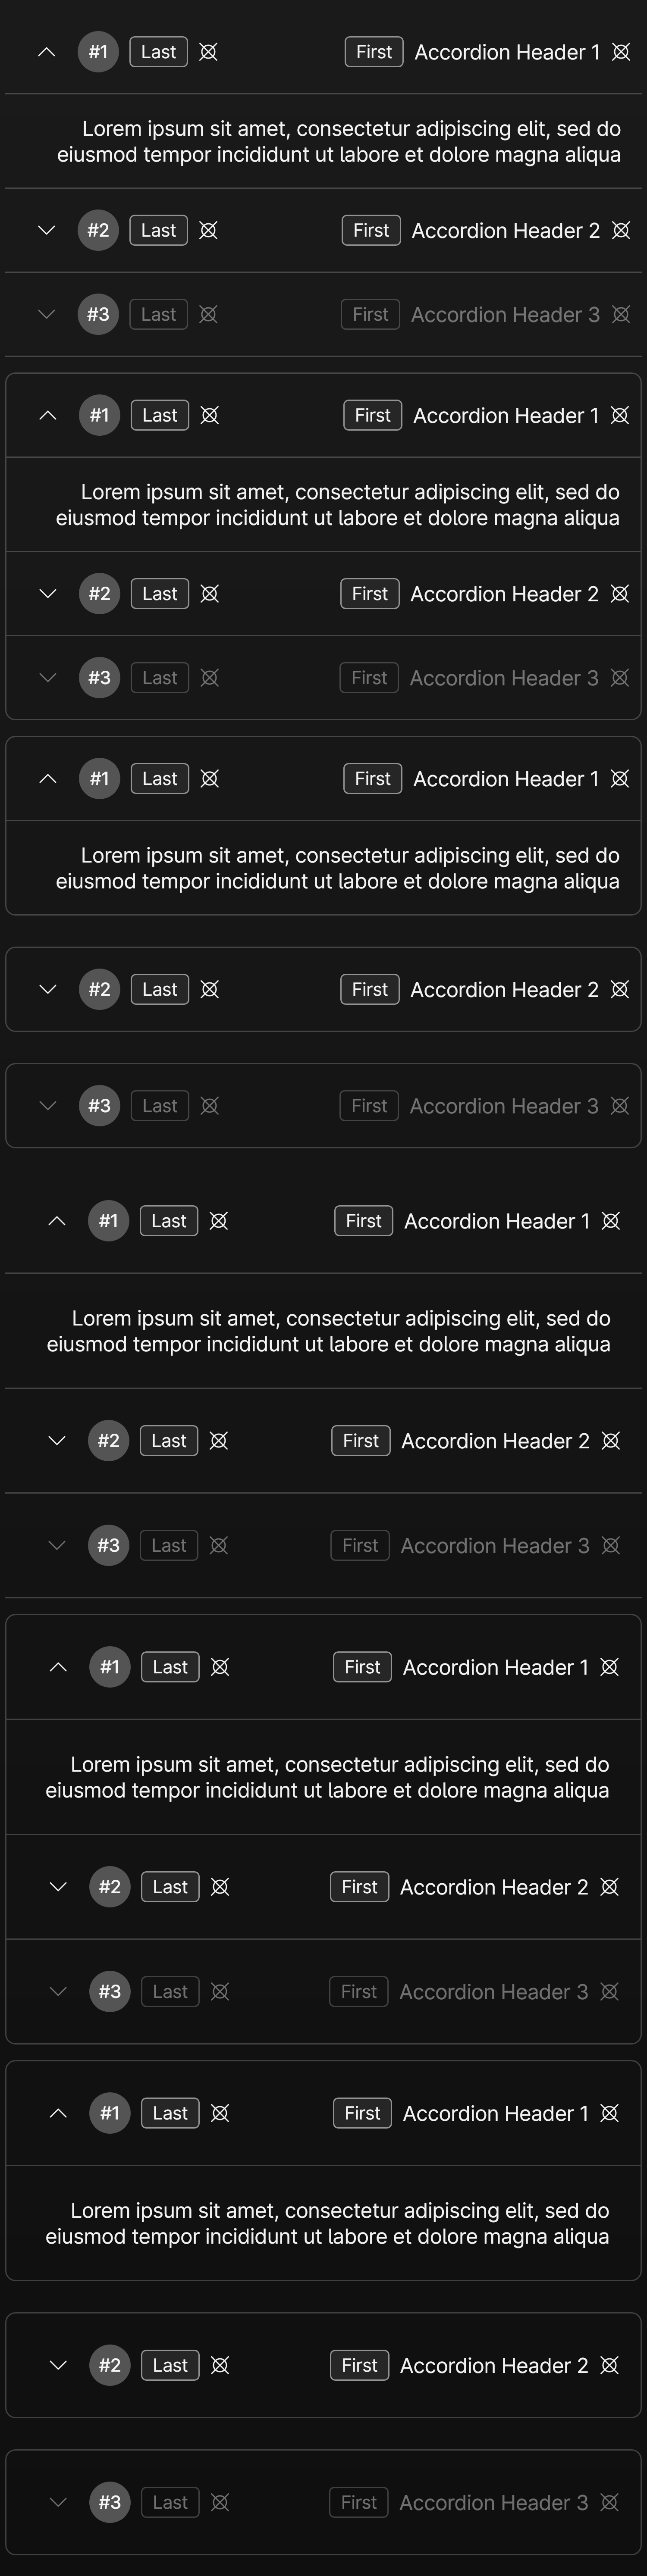 #1 Last First Accordion Header 1
Lorem ipsum sit amet, consectetur adipiscing elit, sed do
eiusmod tempor incididunt ut labore et dolore magna aliqua
#2 Last First Accordion Header 2
#3 Last First Accordion Header 3
#1 Last First Accordion Header 1
Lorem ipsum sit amet, consectetur adipiscing elit, sed do
eiusmod tempor incididunt ut labore et dolore magna aliqua
#2 Last First Accordion Header 2
#3 Last First Accordion Header 3
#1 Last First Accordion Header 1
Lorem ipsum sit amet, consectetur adipiscing elit, sed do
eiusmod tempor incididunt ut labore et dolore magna aliqua
#2 Last First Accordion Header 2
#3 Last First Accordion Header 3
#1 Last First Accordion Header 1
Lorem ipsum sit amet, consectetur adipiscing elit, sed do
eiusmod tempor incididunt ut labore et dolore magna aliqua
#2 Last First Accordion Header 2
#3 Last First Accordion Header 3
#1 Last First Accordion Header 1
Lorem ipsum sit amet, consectetur adipiscing elit, sed do
eiusmod tempor incididunt ut labore et dolore magna aliqua
#2 Last First Accordion Header 2
#3 Last First Accordion Header 3
#1 Last First Accordion Header 1
Lorem ipsum sit amet, consectetur adipiscing elit, sed do
eiusmod tempor incididunt ut labore et dolore magna aliqua
#2 Last First Accordion Header 2
#3 Last First Accordion Header 3